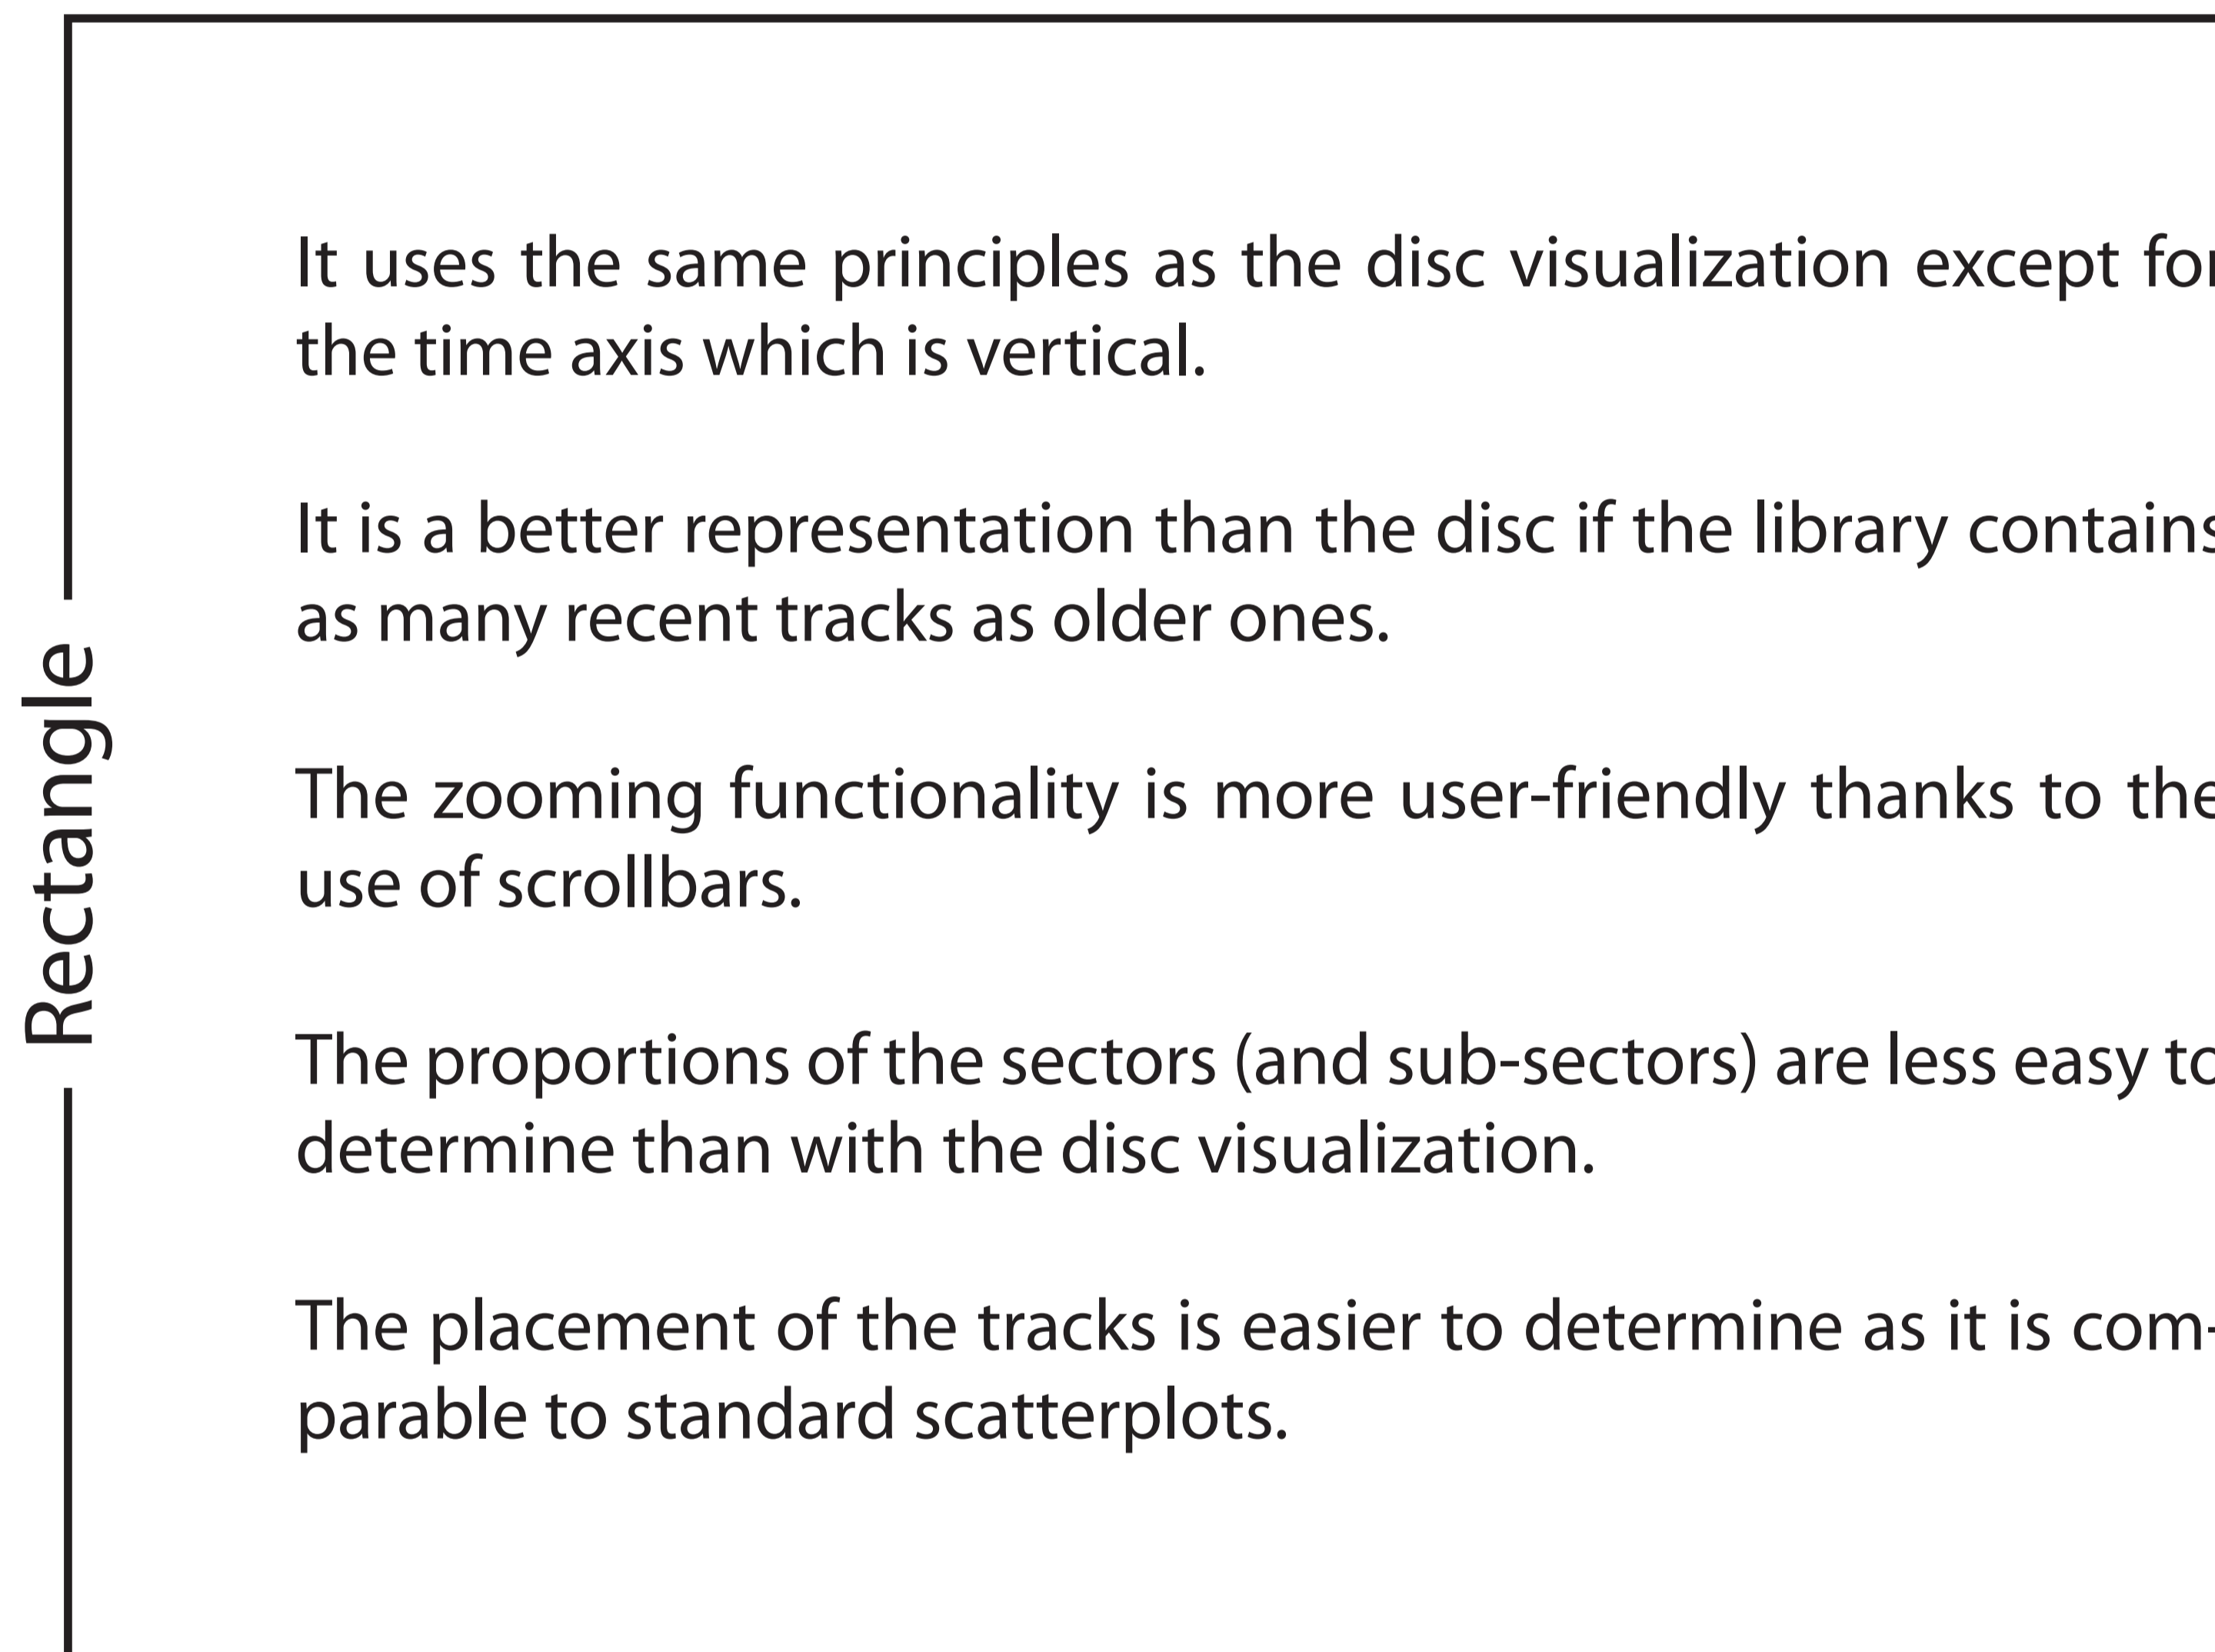 Rectangle
It uses the same principles as the disc visualization except for
the time axis which is vertical.
It is a better representation than the disc if the library contains
as many recent tracks as older ones.
The zooming functionality is more user-friendly thanks to the
use of scrollbars.
The proportions of the sectors (and sub-sectors) are less easy to
determine than with the disc visualization.
The placement of the tracks is easier to determine as it is com-
parable to standard scatterplots.